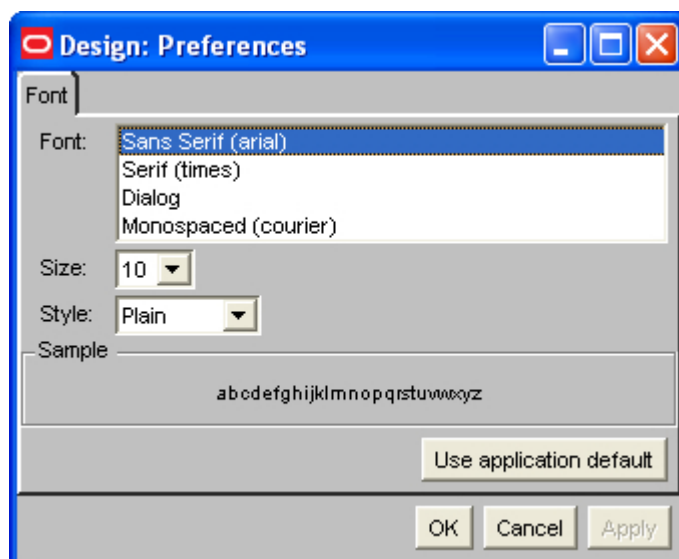 Design: Preferences
Font
Font:
Sans Serif (arial)
Serif (times)
Dialog
Monospaced (courier)
Size: 10
Style: Plain
Sample
abcdefghijklmnopqrstuvwxyz
Use application default
OK Cancel Apply